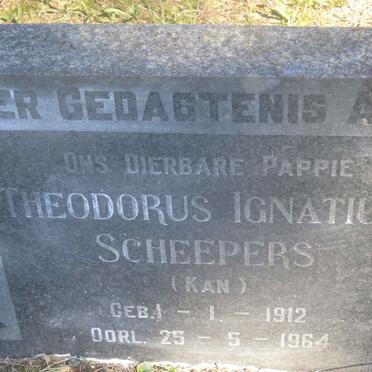 ER GEDAGTENIS A
ONS DIERBARE PAPPIE
THEODORUS IGNATIU
SCHEEPERS
(KAN)
GEB. 1 - 1 - 1912
OORL. 25 - 5 - 1964